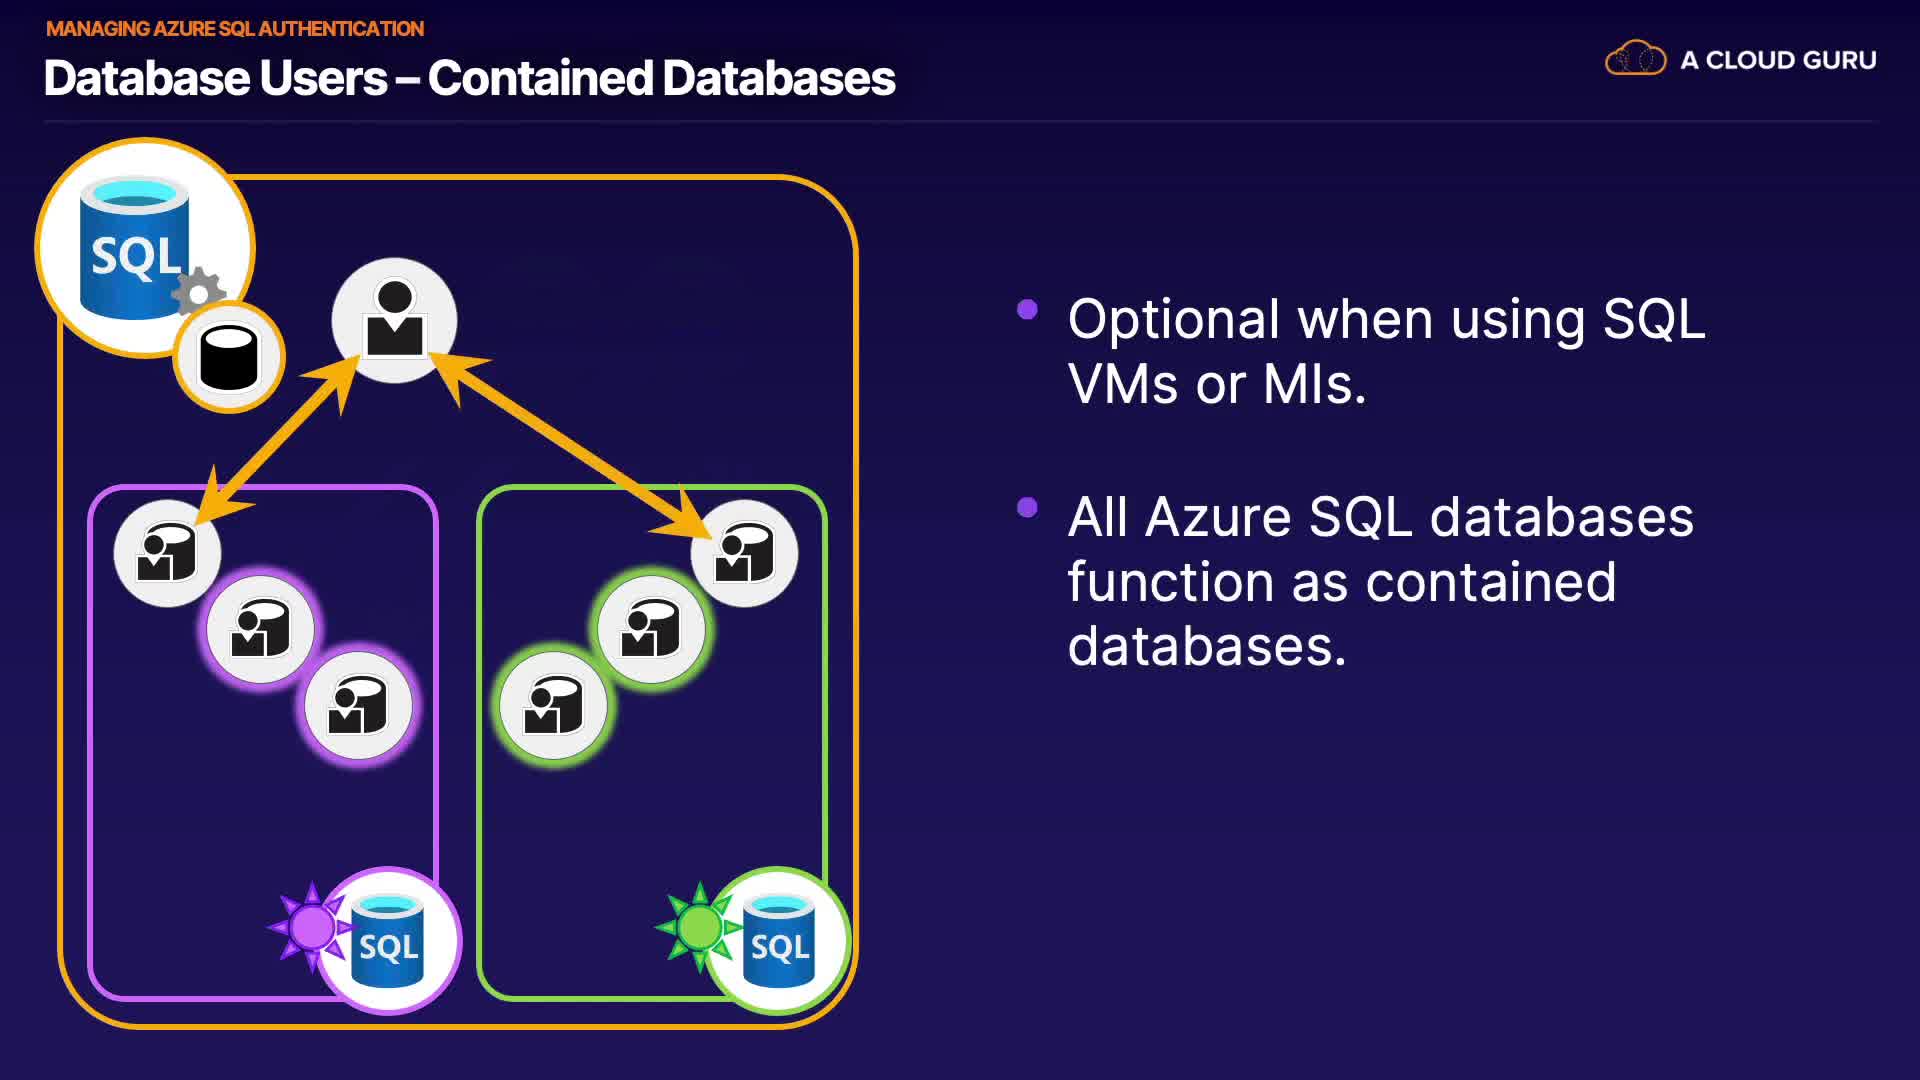 MANAGING AZURE SQL AUTHENTICATION
Database Users – Contained Databases
A CLOUD GURU
SQL
Optional when using SQL
VMs or MIs.
All Azure SQL databases
function as contained
databases.
SQL
SQL